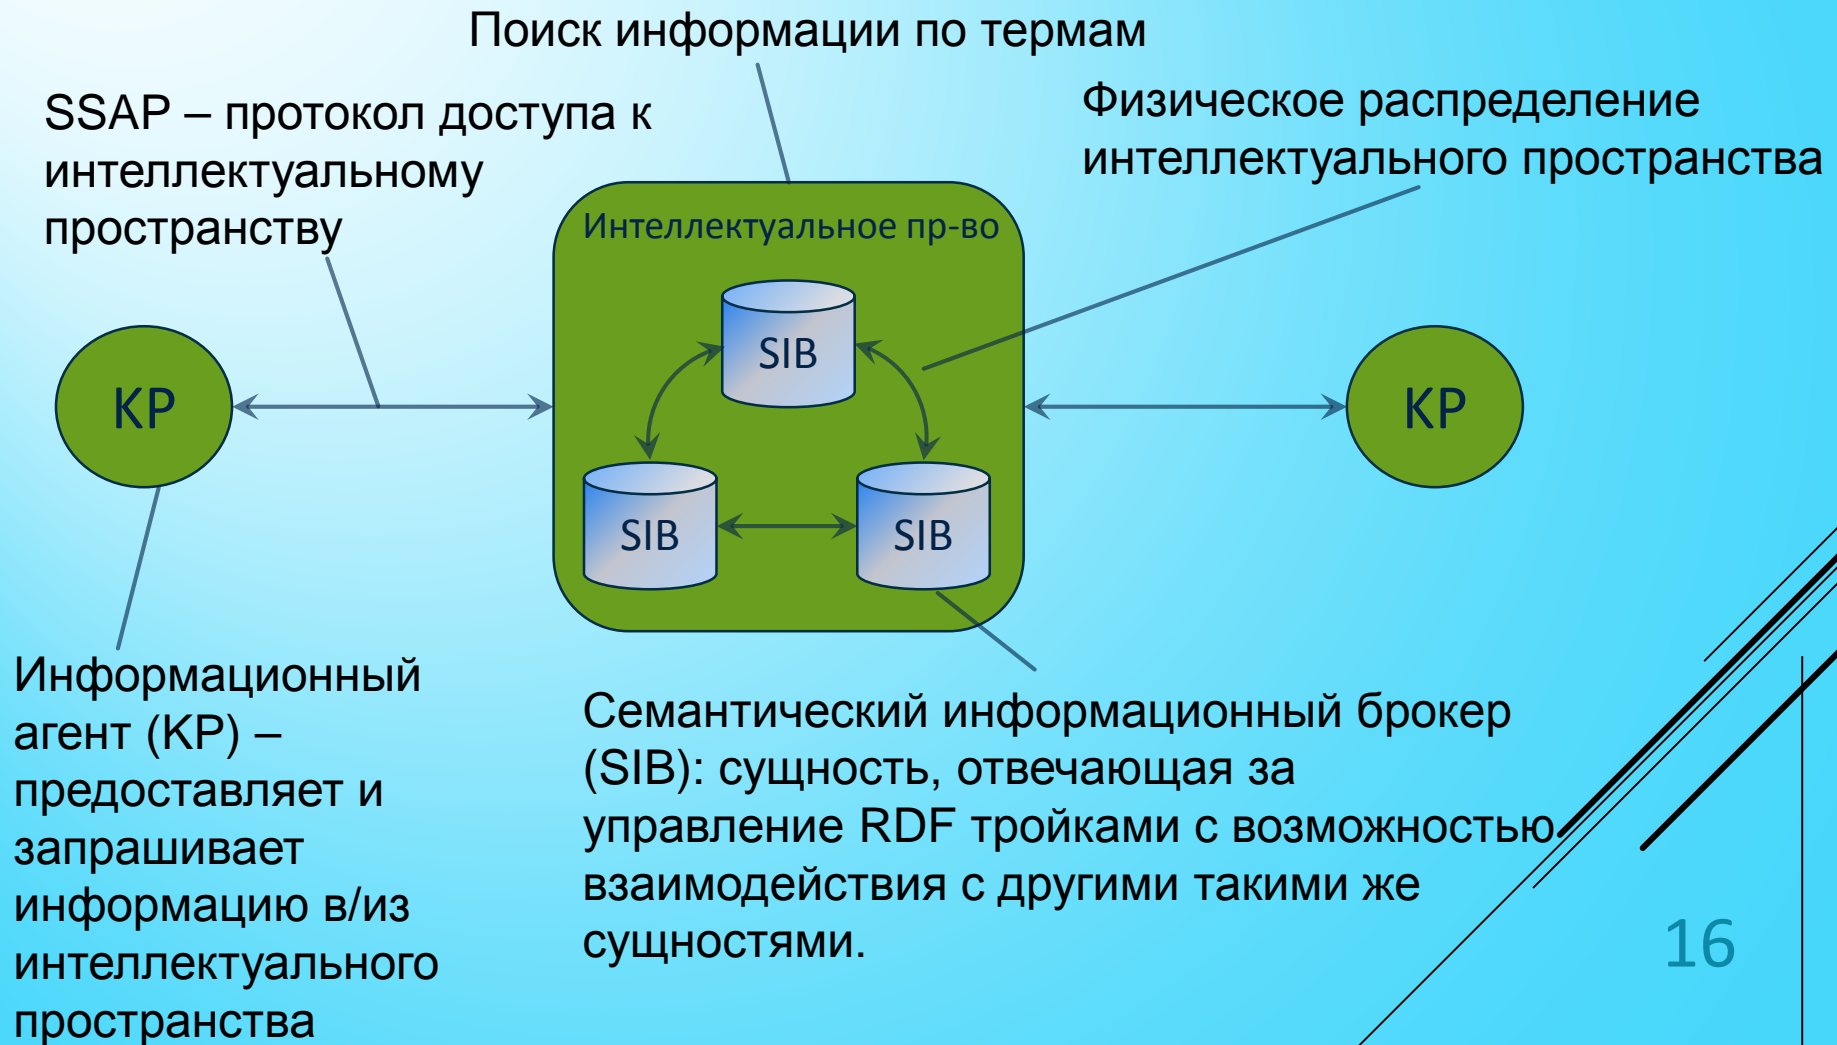 Поиск информации по термам
SSAP – протокол доступа к
интеллектуальному
пространству
Физическое распределение
интеллектуального пространства
Интеллектуальное пр-во
SIB
KP
KP
SIB
SIB
Информационный
агент (KP) –
предоставляет и
запрашивает
информацию в/из
интеллектуального
пространства
Семантический информационный брокер
(SIB): сущность, отвечающая за
управление RDF тройками с возможностью
взаимодействия с другими такими же
сущностями.
16